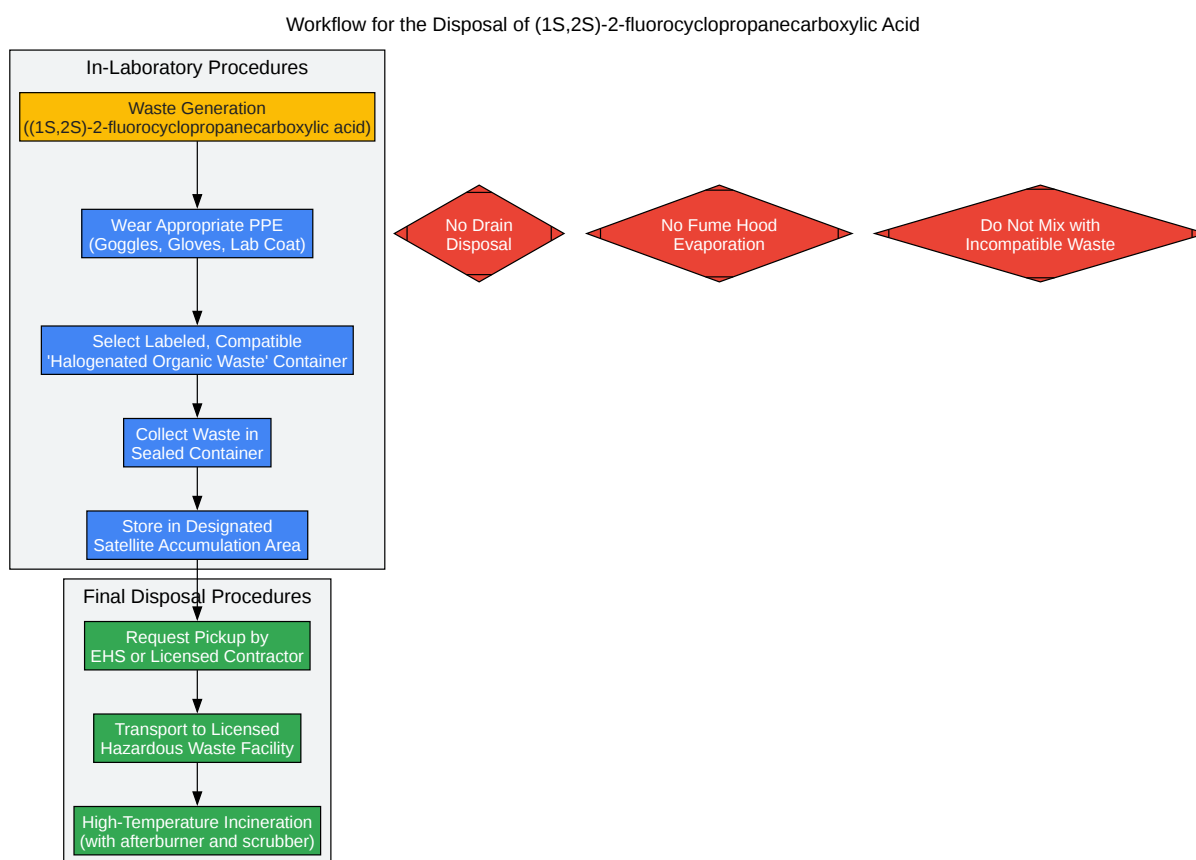 Workflow for the Disposal of (1S,2S)-2-fluorocyclopropanecarboxylic Acid
In-Laboratory Procedures
Waste Generation
((1S,2S)-2-fluorocyclopropanecarboxylic acid)
Wear Appropriate PPE
(Goggles, Gloves, Lab Coat)
No Drain
Disposal
No Fume Hood
Evaporation
Do Not Mix with
Incompatible Waste
Select Labeled, Compatible
'Halogenated Organic Waste' Container
Collect Waste in
Sealed Container
Store in Designated
Satellite Accumulation Area
Final Disposal Procedures
Request Pickup by
EHS or Licensed Contractor
Transport to Licensed
Hazardous Waste Facility
High-Temperature Incineration
(with afterburner and scrubber)